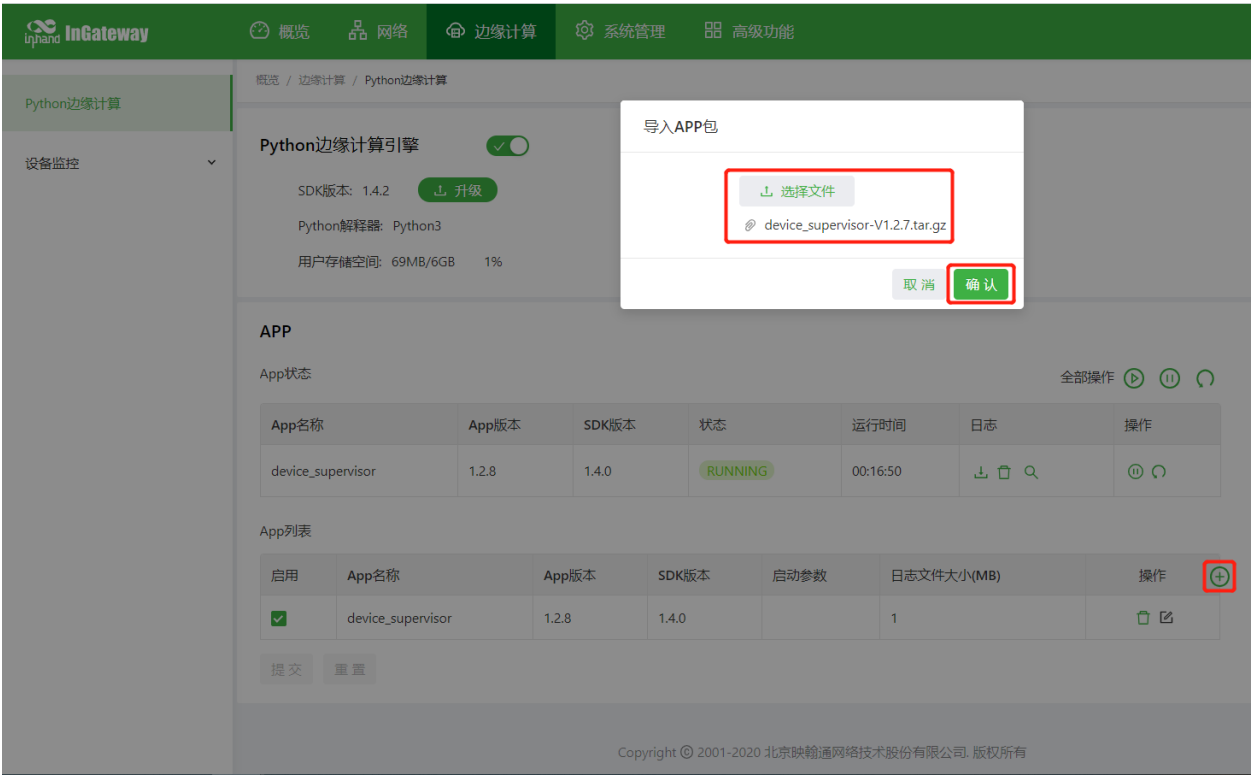 inhand InGateway 概览 网络 边缘计算 系统管理 高级功能
概览 / 边缘计算 / Python边缘计算
Python边缘计算
设备监控
Python边缘计算引擎
SDK版本: 1.4.2 升级
Python解释器: Python3
用户存储空间: 69MB/6GB 1%
导入APP包
选择文件
device_supervisor-V1.2.7.tar.gz
取消 确认
APP
App状态 全部操作
App名称 App版本 SDK版本 状态 运行时间 日志 操作
device_supervisor 1.2.8 1.4.0 RUNNING 00:16:50
App列表
启用 App名称 App版本 SDK版本 启动参数 日志文件大小(MB) 操作
device_supervisor 1.2.8 1.4.0 1
提交 重置
Copyright © 2001-2020 北京映翰通网络技术股份有限公司. 版权所有